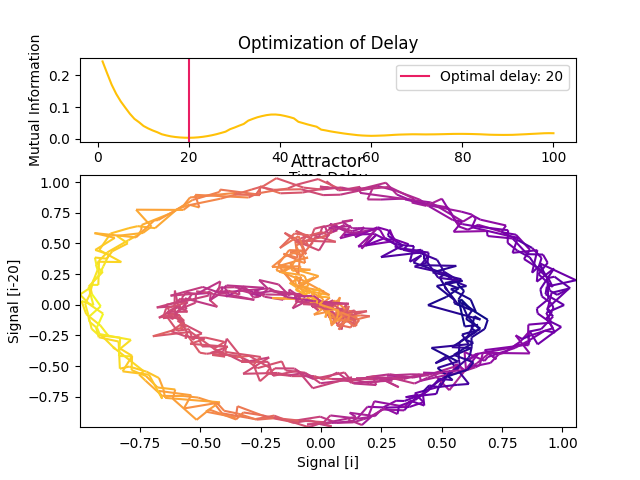 Optimization of Delay
Mutual Information
0.2
0.1
0.0
Optimal delay: 20
0 20 40 60 80 100
Attractor
Signal [i-20]
1.00
0.75
0.50
0.25
0.00
−0.25
−0.50
−0.75
−0.75 −0.50 −0.25 0.00 0.25 0.50 0.75 1.00
Signal [i]